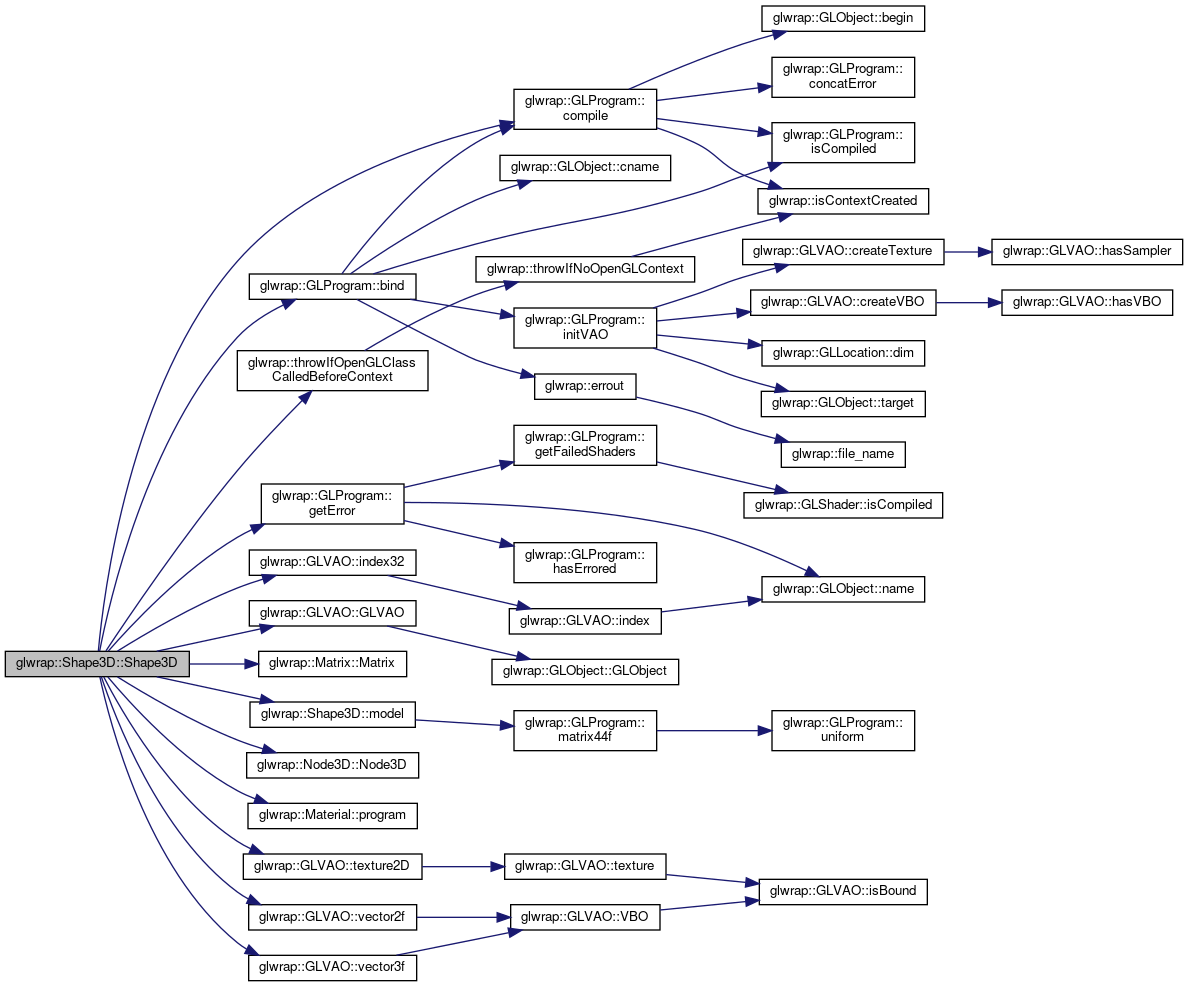 glwrap::GLObject::begin
glwrap::GLProgram::
concatError
glwrap::GLProgram::
compile
glwrap::GLProgram::
isCompiled
glwrap::GLObject::cname
glwrap::isContextCreated
glwrap::GLVAO::createTexture
glwrap::GLVAO::hasSampler
glwrap::throwIfNoOpenGLContext
glwrap::GLProgram::bind
glwrap::GLVAO::createVBO
glwrap::GLVAO::hasVBO
glwrap::GLProgram::
initVAO
glwrap::GLLocation::dim
glwrap::throwIfOpenGLClass
CalledBeforeContext
glwrap::errout
glwrap::GLObject::target
glwrap::GLProgram::
getFailedShaders
glwrap::file_name
glwrap::GLProgram::
getError
glwrap::GLShader::isCompiled
glwrap::GLVAO::index32
glwrap::GLProgram::
hasErrored
glwrap::GLObject::name
glwrap::GLVAO::GLVAO
glwrap::GLVAO::index
glwrap::Shape3D::Shape3D
glwrap::Matrix::Matrix
glwrap::GLObject::GLObject
glwrap::Shape3D::model
glwrap::GLProgram::
matrix44f
glwrap::GLProgram::
uniform
glwrap::Node3D::Node3D
glwrap::Material::program
glwrap::GLVAO::texture2D
glwrap::GLVAO::texture
glwrap::GLVAO::isBound
glwrap::GLVAO::vector2f
glwrap::GLVAO::VBO
glwrap::GLVAO::vector3f